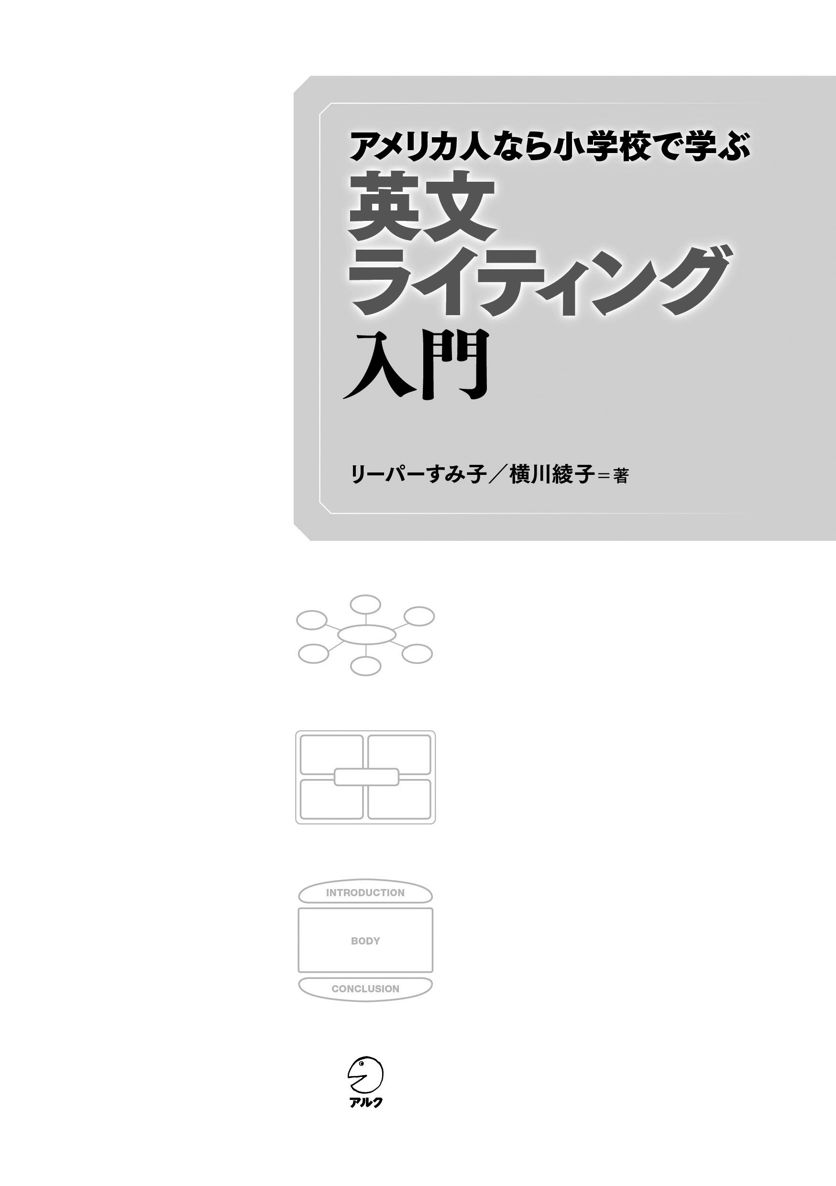 アメリカ人なら小学校で学ぶ
英文
ライティング
入門
リーパーすみ子／横川綾子＝著
INTRODUCTION
BODY
CONCLUSION
アルク